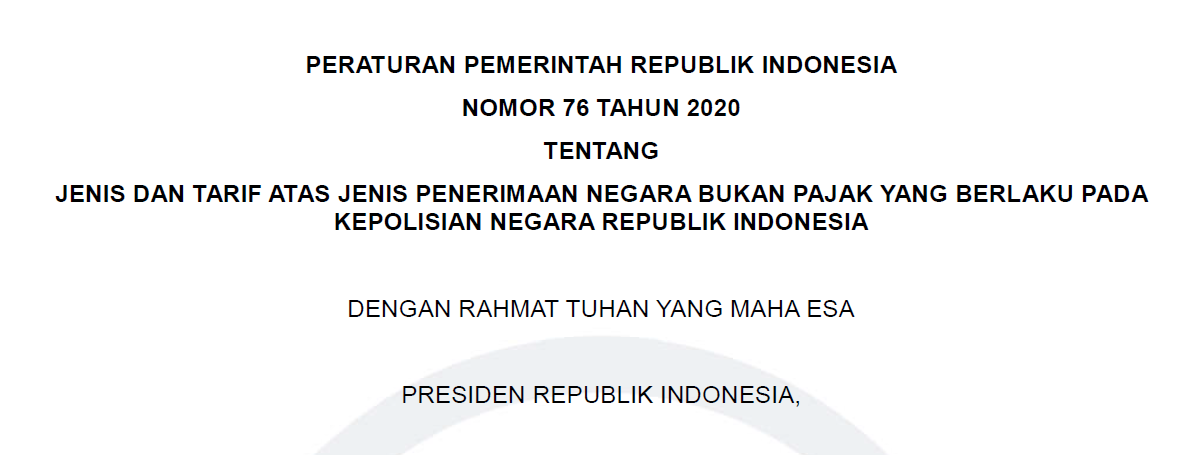 PERATURAN PEMERINTAH REPUBLIK INDONESIA
NOMOR 76 TAHUN 2020
TENTANG
JENIS DAN TARIF ATAS JENIS PENERIMAAN NEGARA BUKAN PAJAK YANG BERLAKU PADA
KEPOLISIAN NEGARA REPUBLIK INDONESIA
DENGAN RAHMAT TUHAN YANG MAHA ESA
PRESIDEN REPUBLIK INDONESIA,